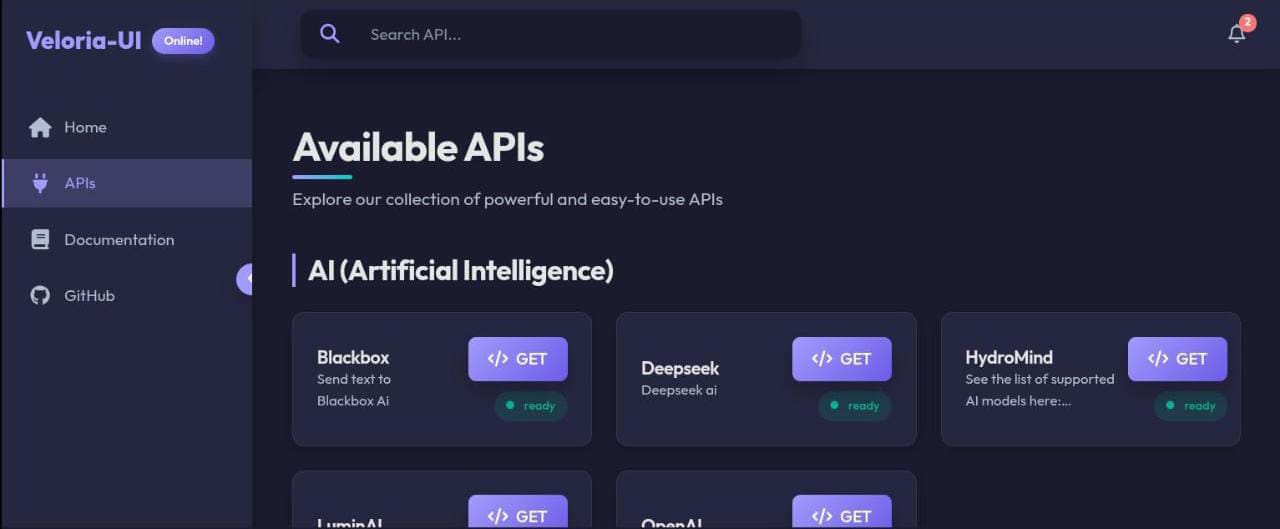 Veloria-UI
Online!
Search API...
2
Home
APIs
Documentation
GitHub
Available APIs
Explore our collection of powerful and easy-to-use APIs
AI (Artificial Intelligence)
Blackbox
Send text to
Blackbox Ai
</> GET
ready
Deepseek
Deepseek ai
</> GET
ready
HydroMind
See the list of supported
AI models here:...
</> GET
ready
LuminAI
</> GET
OpenAI
</> GET